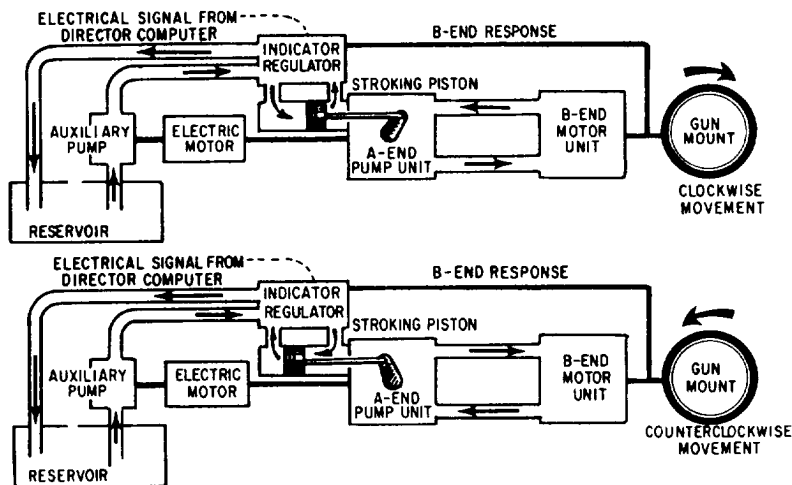 ELECTRICAL SIGNAL FROM
DIRECTOR COMPUTER
INDICATOR
REGULATOR
B-END RESPONSE
STROKING PISTON
AUXILIARY
PUMP
ELECTRIC
MOTOR
A-END
PUMP UNIT
B-END
MOTOR
UNIT
GUN
MOUNT
CLOCKWISE
MOVEMENT
RESERVOIR
ELECTRICAL SIGNAL FROM
DIRECTOR COMPUTER
INDICATOR
REGULATOR
B-END RESPONSE
STROKING PISTON
AUXILIARY
PUMP
ELECTRIC
MOTOR
A-END
PUMP UNIT
B-END
MOTOR
UNIT
GUN
MOUNT
COUNTERCLOCKWISE
MOVEMENT
RESERVOIR